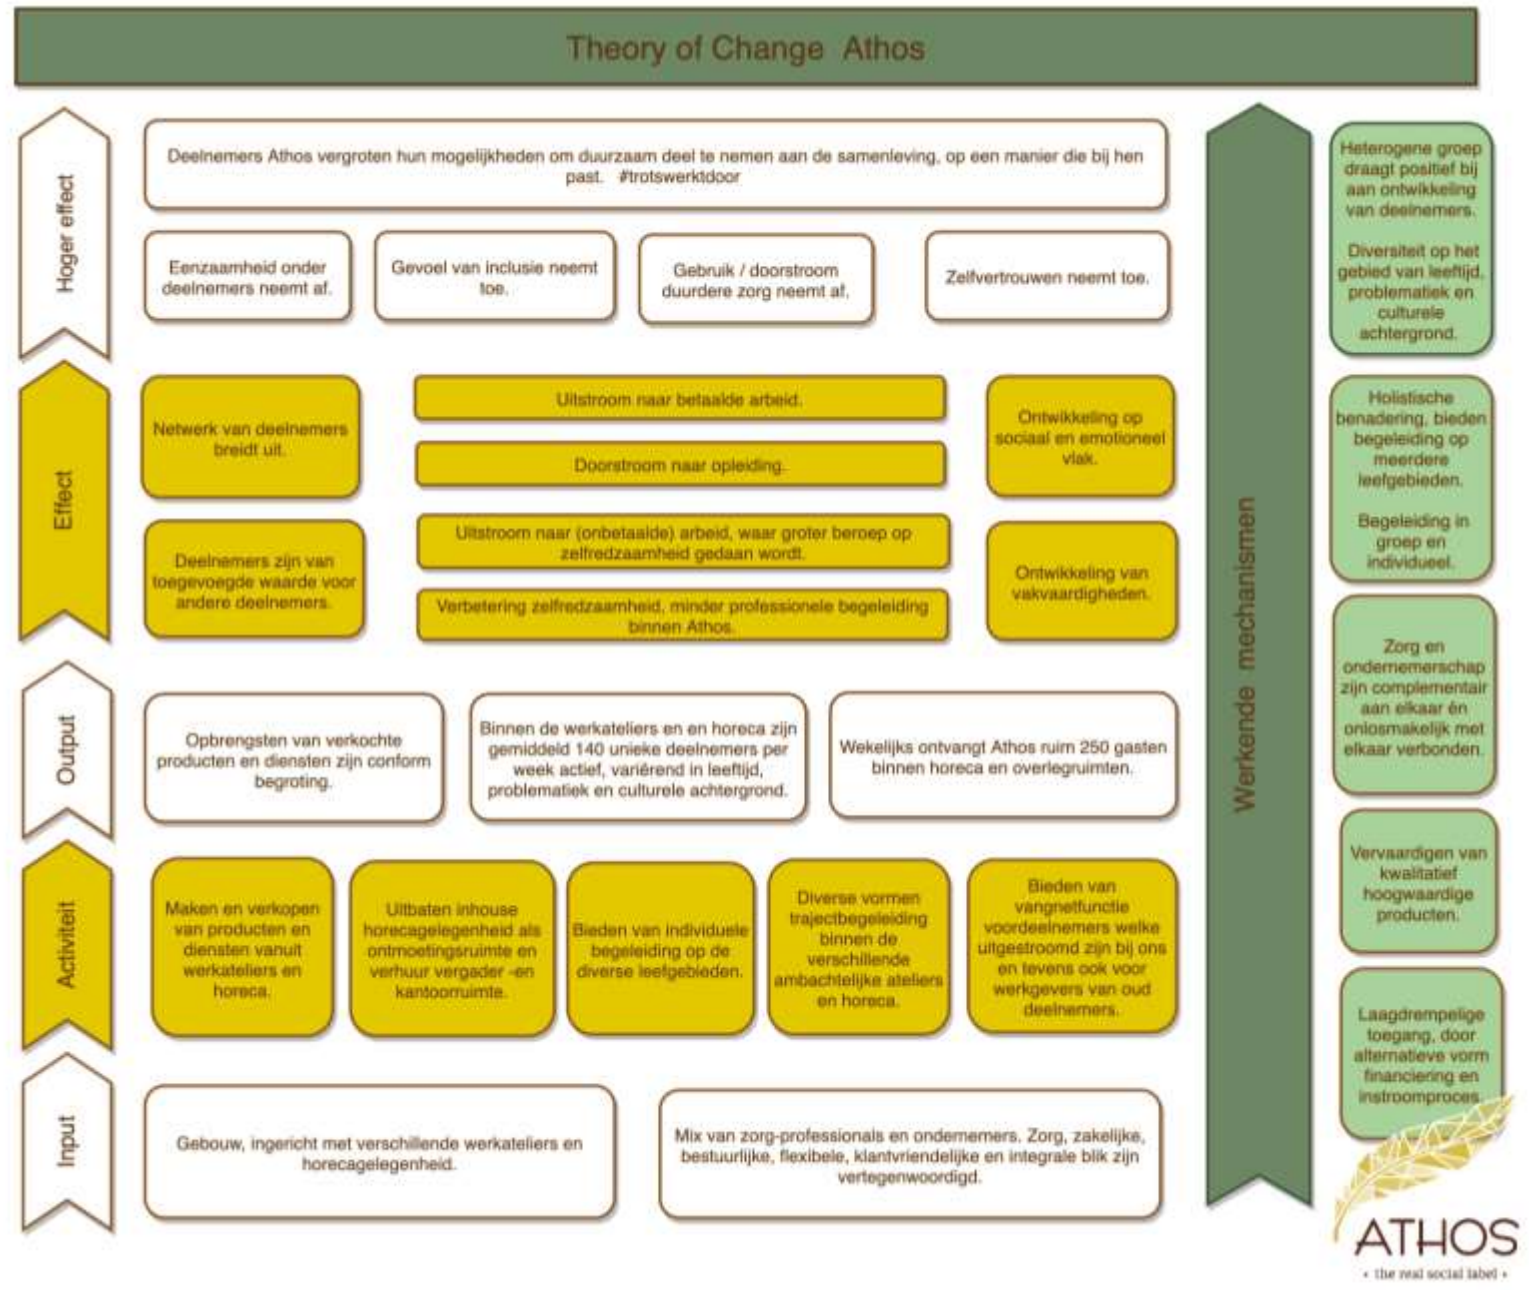 Theory of Change Athos
Hoger effect
Deelnemers Athos vergroten hun mogelijkheden om duurzaam deel te nemen aan de samenleving, op een manier die bij hen
past. #trotswerktdoor
Eenzaamheid onder
deelnemers neemt af.
Gevoel van inclusie neemt
toe.
Gebruik / doorstroom
duurdere zorg neemt af.
Zelfvertrouwen neemt toe.
Effect
Netwerk van deelnemers
breidt uit.
Deelnemers zijn van
toegevoegde waarde voor
andere deelnemers.
Uitstroom naar betaalde arbeid.
Doorstroom naar opleiding.
Uitstroom naar (onbetaalde) arbeid, waar groter beroep op
zelfredzaamheid gedaan wordt.
Verbetering zelfredzaamheid, minder professionele begeleiding
binnen Athos.
Ontwikkeling op
sociaal en emotioneel
vlak.
Ontwikkeling van
vakvaardigheden.
Output
Opbrengsten van verkochte
producten en diensten zijn conform
begroting.
Binnen de werkateliers en en horeca zijn
gemiddeld 140 unieke deelnemers per
week actief, variërend in leeftijd,
problematiek en culturele achtergrond.
Wekelijks ontvangt Athos ruim 250 gasten
binnen horeca en overlegruimten.
Activiteit
Maken en verkopen
van producten en
diensten vanuit
werkateliers en
horeca.
Uitbaten inhouse
horecagelegenheid als
ontmoetingsruimte en
verhuur vergader -en
kantoorruimte.
Bieden van individuele
begeleiding op de
diverse leefgebieden.
Diverse vormen
trajectbegeleiding
binnen de
verschillende
ambachtelijke ateliers
en horeca.
Bieden van
vangnetfunctie
voordeelnemers welke
uitgestroomd zijn bij ons
en tevens ook voor
werkgevers van oud
deelnemers.
Input
Gebouw, ingericht met verschillende werkateliers en
horecagelegenheid.
Mix van zorg-professionals en ondernemers. Zorg, zakelijke,
bestuurlijke, flexibele, klantvriendelijke en integrale blik zijn
vertegenwoordigd.
Werkende mechanismen
Heterogene groep
draagt positief bij
aan ontwikkeling
van deelnemers.
Diversiteit op het
gebied van leeftijd,
problematiek en
culturele
achtergrond.
Holistische
benadering, bieden
begeleiding op
meerdere
leefgebieden.
Begeleiding in
groep en
individueel.
Zorg en
ondernemerschap
zijn complementair
aan elkaar én
onlosmakelijk met
elkaar verbonden.
Vervaardigen van
kwalitatief
hoogwaardige
producten.
Laagdrempelige
toegang, door
alternatieve vorm
financiering en
instroomproces.
ATHOS
• the real social label •